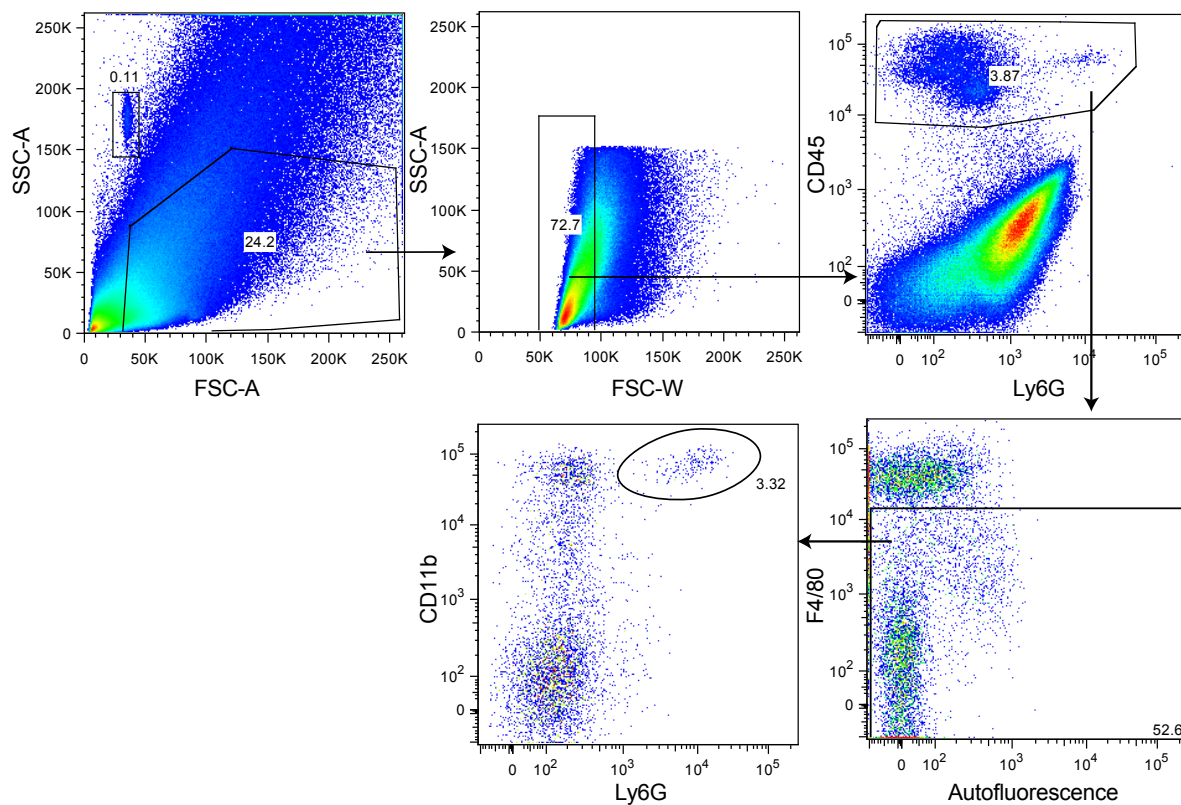 250K
200K
150K
100K
50K
0
SSC-A
0.11
24.2
0 50K 100K 150K 200K 250K
FSC-A
250K
200K
150K
100K
50K
0
SSC-A
72.7
0 50K 100K 150K 200K 250K
FSC-W
10^5
10^4
10^3
10^2
0
CD45
3.87
0 10^2 10^3 10^4 10^5
Ly6G
10^5
10^4
10^3
10^2
0
CD11b
3.32
0 10^2 10^3 10^4 10^5
Ly6G
10^5
10^4
10^3
10^2
0
F4/80
52.6
0 10^2 10^3 10^4 10^5
Autofluorescence